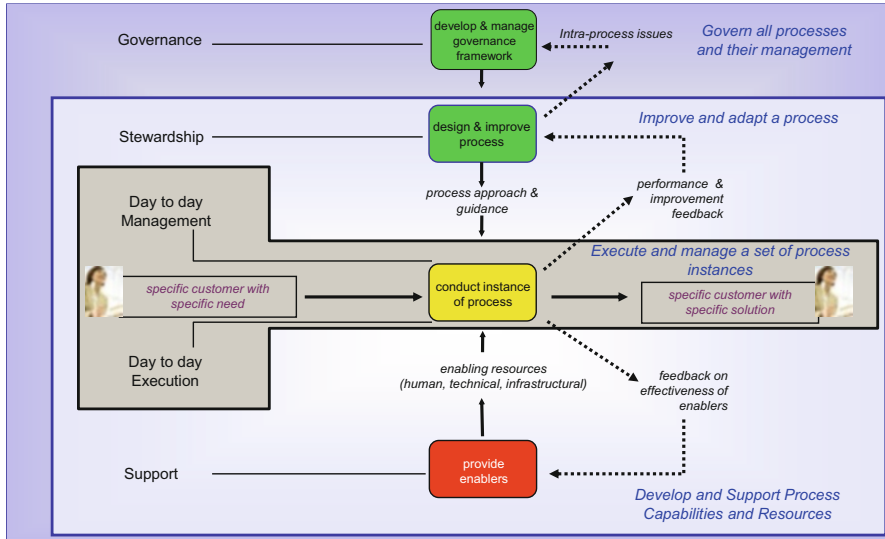 Governance
develop & manage
governance
framework
Intra-process issues
Govern all processes
and their management
Stewardship
design & improve
process
Improve and adapt a process
process approach &
guidance
performance &
improvement
feedback
Day to day
Management
Execute and manage a set of process
instances
specific customer with
specific need
conduct instance
of process
specific customer with
specific solution
Day to day
Execution
enabling resources
(human, technical, infrastructural)
feedback on
effectiveness of
enablers
Support
provide
enablers
Develop and Support Process
Capabilities and Resources